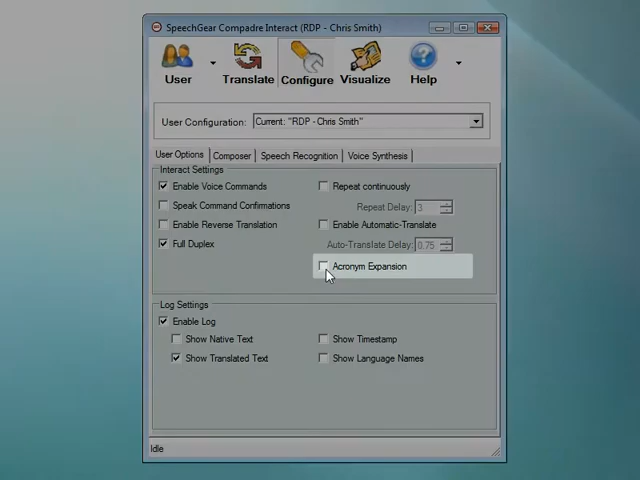 SpeechGear Compadre Interact (RDP - Chris Smith)
User Translate Configure Visualize Help
User Configuration: Current: "RDP - Chris Smith"
User Options Composer Speech Recognition Voice Synthesis
Interact Settings
Enable Voice Commands Repeat continuously
Speak Command Confirmations Repeat Delay: 3
Enable Reverse Translation Enable Automatic-Translate
Full Duplex Auto-Translate Delay: 0.75
Acronym Expansion
Log Settings
Enable Log
Show Native Text Show Timestamp
Show Translated Text Show Language Names
Idle